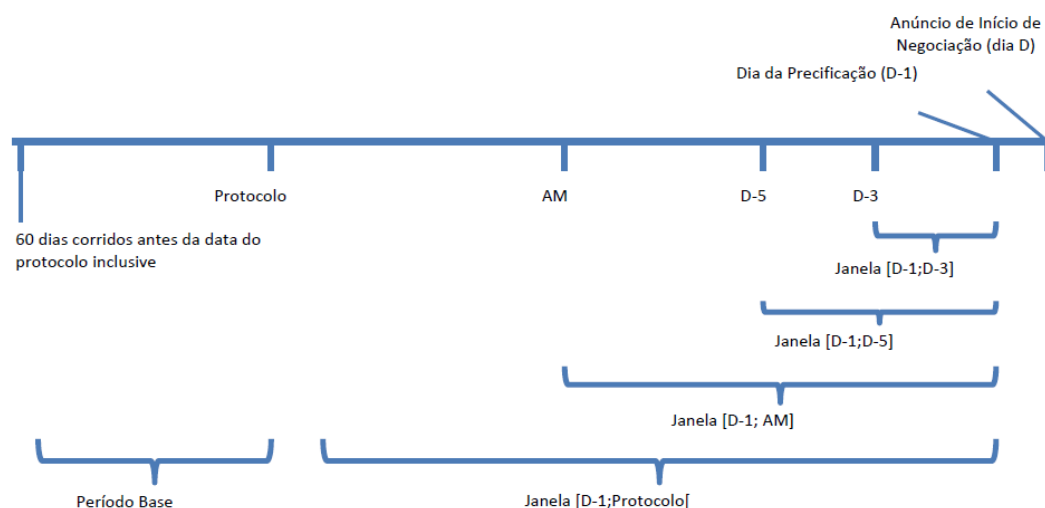 Anúncio de Início de
Negociação (dia D)
Dia da Precificação (D-1)
Protocolo
AM
D-5
D-3
60 dias corridos antes da data do
protocolo inclusive
Janela [D-1;D-3]
Janela [D-1;D-5]
Janela [D-1; AM]
Período Base
Janela [D-1;Protocolo[